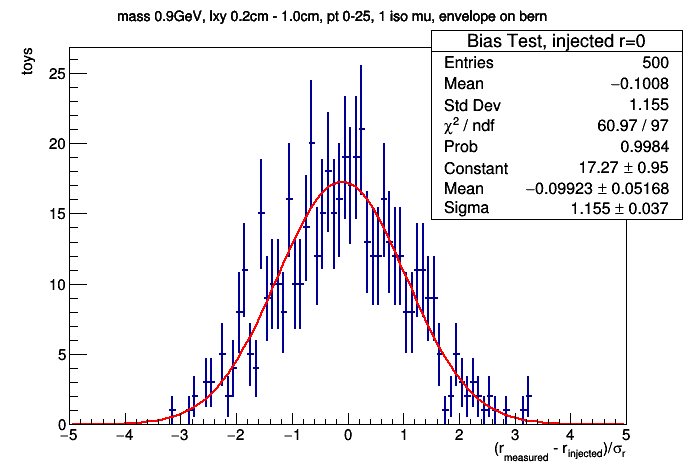 mass 0.9GeV, lxy 0.2cm - 1.0cm, pt 0-25, 1 iso mu, envelope on bern
toys
Bias Test, injected r=0
Entries 500
Mean −0.1008
Std Dev 1.155
χ² / ndf 60.97 / 97
Prob 0.9984
Constant 17.27 ± 0.95
Mean −0.09923 ± 0.05168
Sigma 1.155 ± 0.037
25
20
15
10
5
0
−5 −4 −3 −2 −1 0 1 2 3 4 5
(r_measured - r_injected)/σ_r